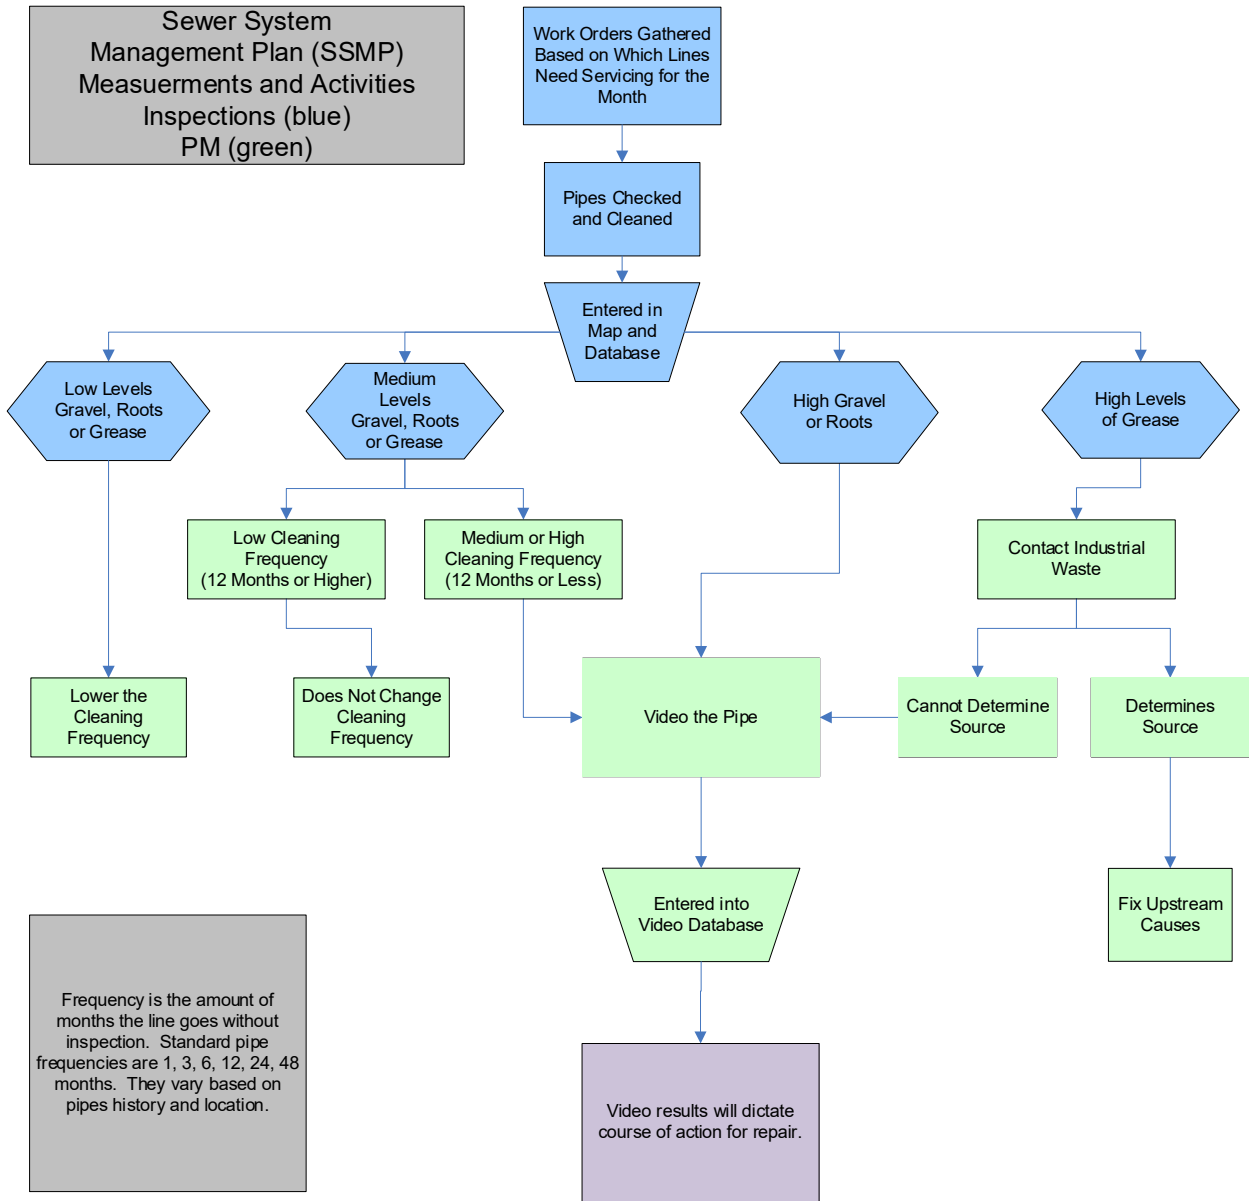 Sewer System
Management Plan (SSMP)
Measuerments and Activities
Inspections (blue)
PM (green)
Work Orders Gathered
Based on Which Lines
Need Servicing for the
Month
Pipes Checked
and Cleaned
Entered in
Map and
Database
Low Levels
Gravel, Roots
or Grease
Medium
Levels
Gravel, Roots
or Grease
High Gravel
or Roots
High Levels
of Grease
Low Cleaning
Frequency
(12 Months or Higher)
Medium or High
Cleaning Frequency
(12 Months or Less)
Contact Industrial
Waste
Lower the
Cleaning
Frequency
Does Not Change
Cleaning
Frequency
Video the Pipe
Cannot Determine
Source
Determines
Source
Entered into
Video Database
Fix Upstream
Causes
Frequency is the amount of
months the line goes without
inspection.  Standard pipe
frequencies are 1, 3, 6, 12, 24, 48
months.  They vary based on
pipes history and location.
Video results will dictate
course of action for repair.